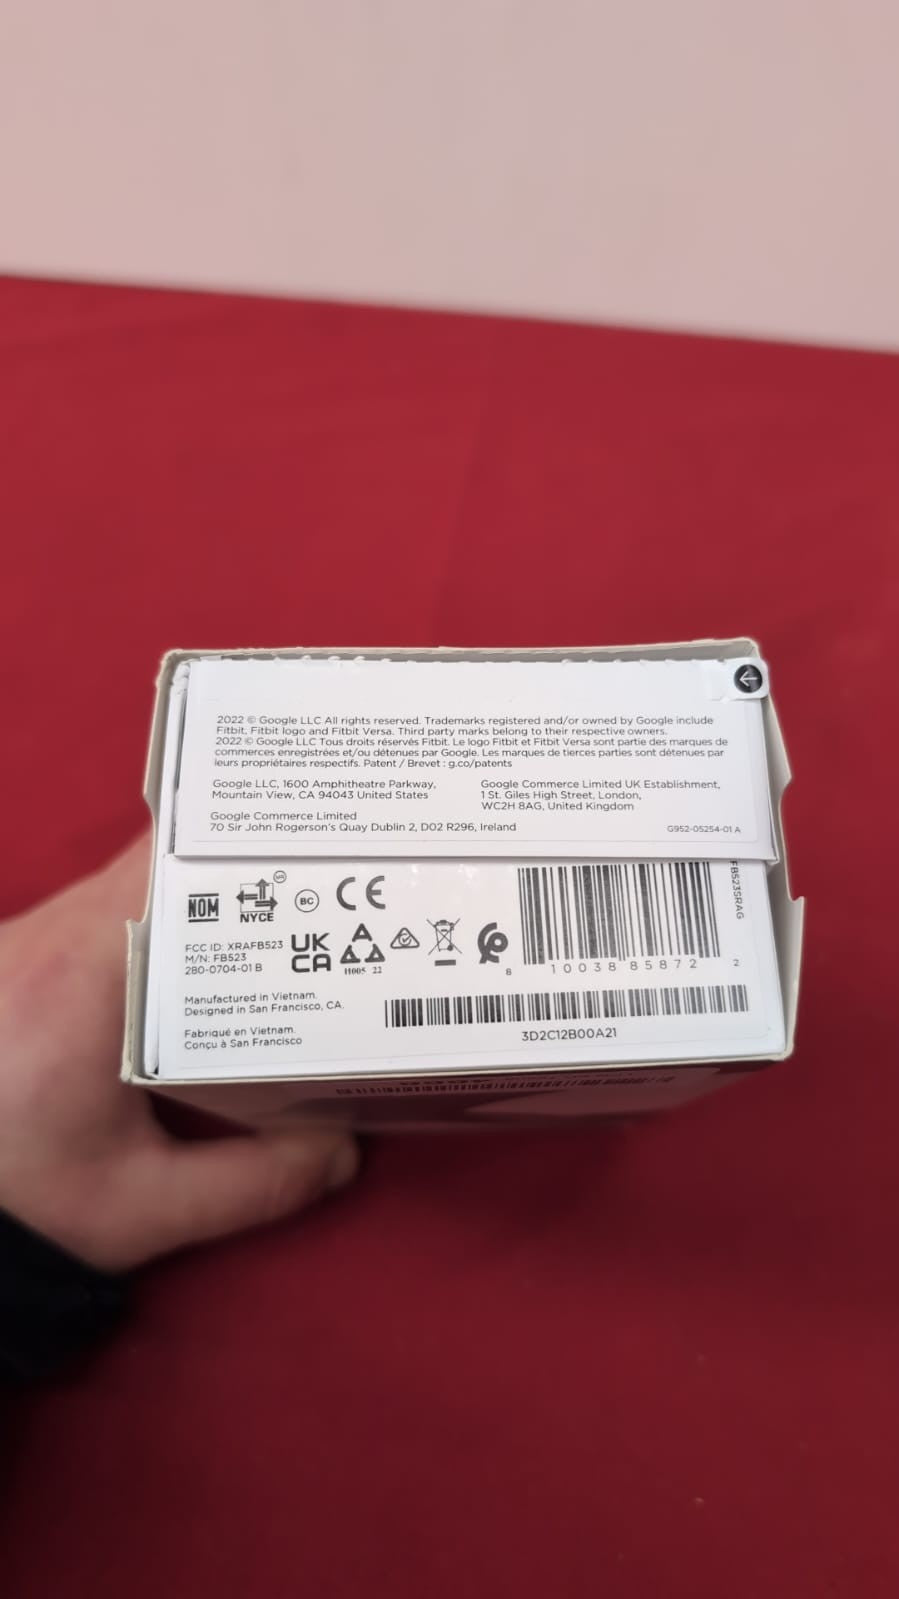 2022 © Google LLC All rights reserved. Trademarks registered and/or owned by Google include
Fitbit, Fitbit logo and Fitbit Versa. Third party marks belong to their respective owners.
2022 © Google LLC Tous droits réservés Fitbit. Le logo Fitbit et Fitbit Versa sont partie des marques de
commerces enregistrées et/ou détenues par Google. Les marques de tierces parties sont détenues par
leurs propriétaires respectifs. Patent / Brevet : g.co/patents
Google LLC, 1600 Amphitheatre Parkway,
Mountain View, CA 94043 United States
Google Commerce Limited UK Establishment,
1 St. Giles High Street, London,
WC2H 8AG, United Kingdom
Google Commerce Limited
70 Sir John Rogerson's Quay Dublin 2, D02 R296, Ireland
G952-05254-01 A
NOM
NYCE
BC
CE
FB523SRAG
FCC ID: XRAFB523
M/N: FB523
280-0704-01 B
UK
CA
H005 22
8 10038 85872 2
Manufactured in Vietnam.
Designed in San Francisco, CA.
Fabriqué en Vietnam.
Conçu à San Francisco
3D2C12B00A21